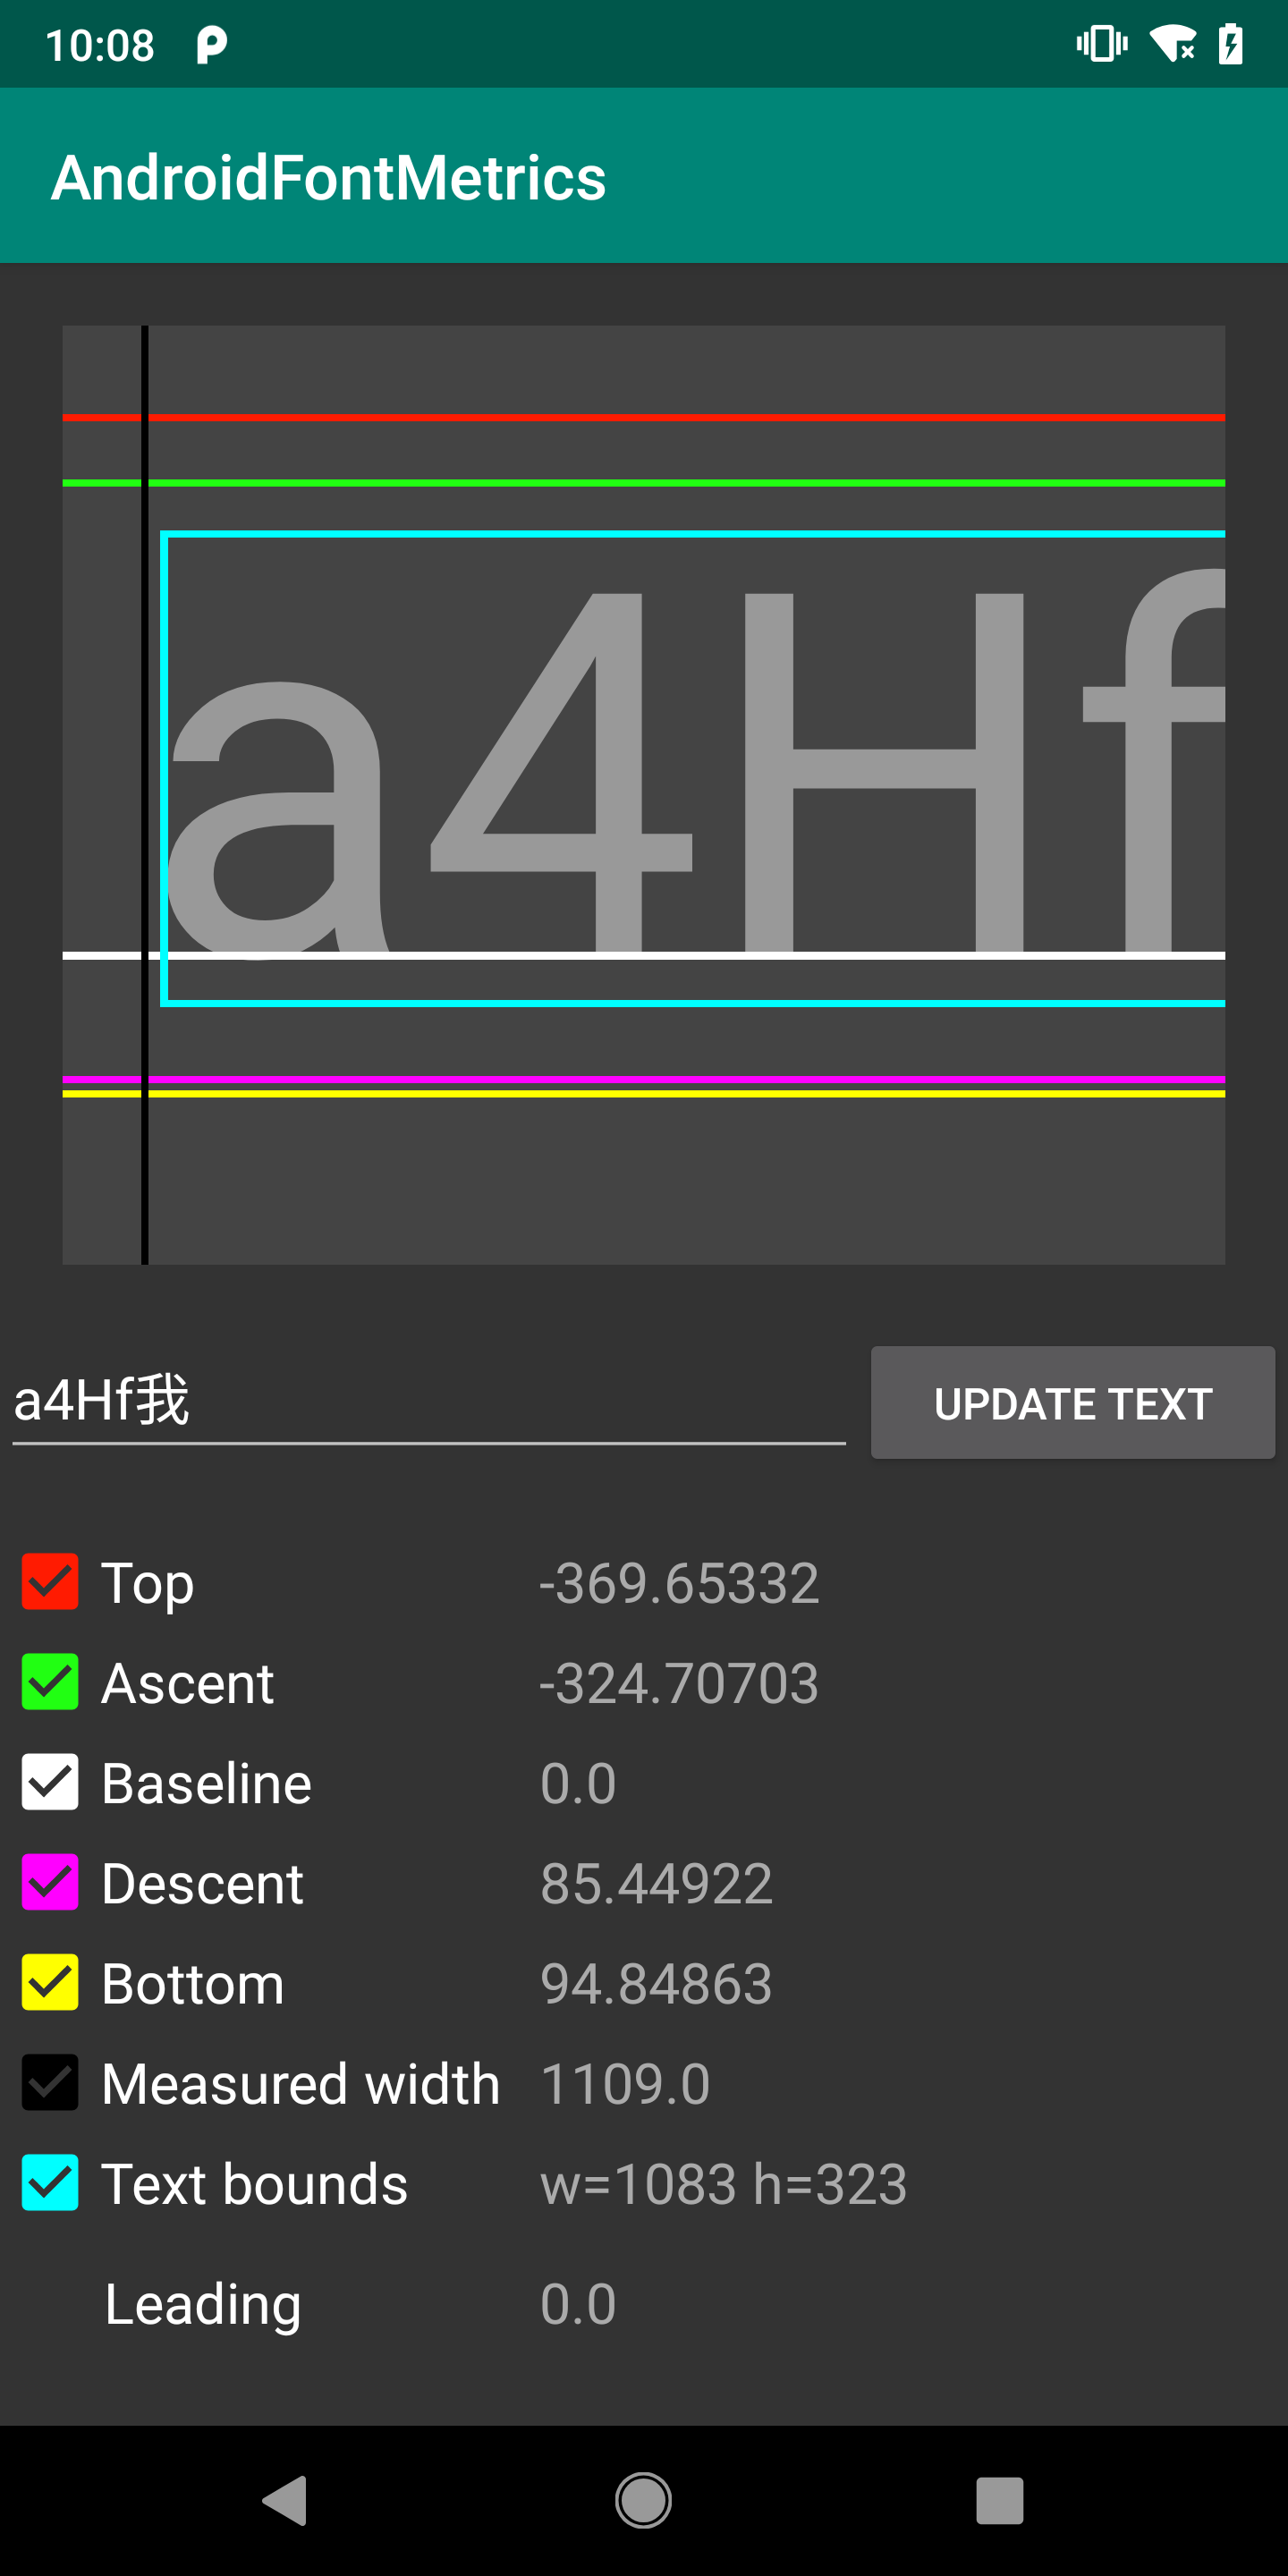 10:08
AndroidFontMetrics
a4Hf
a4Hf我 UPDATE TEXT
Top -369.65332
Ascent -324.70703
Baseline 0.0
Descent 85.44922
Bottom 94.84863
Measured width 1109.0
Text bounds w=1083 h=323
Leading 0.0